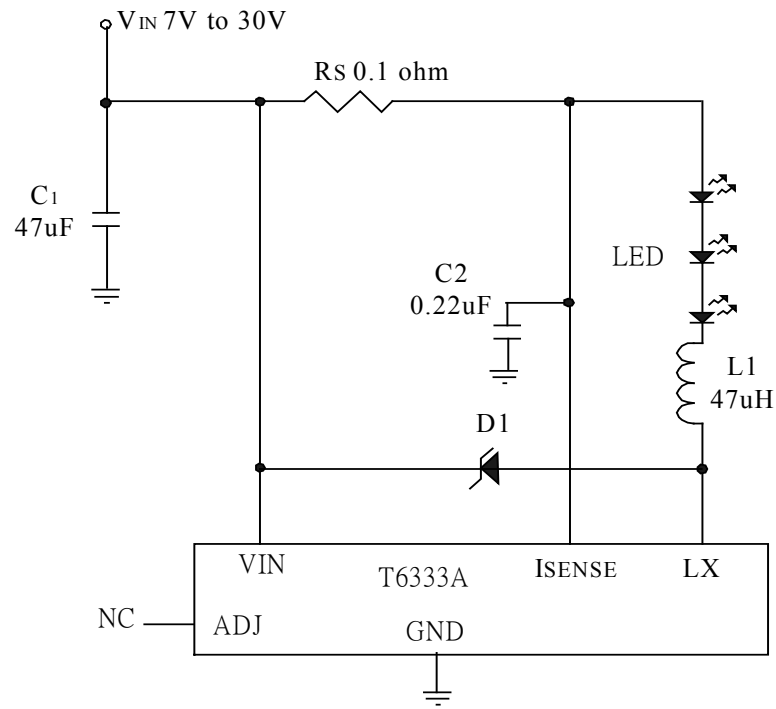 VIN 7V to 30V
RS 0.1 ohm
C1
47uF
C2
0.22uF
LED
L1
47uH
D1
VIN
T6333A
ISENSE
LX
NC
ADJ
GND